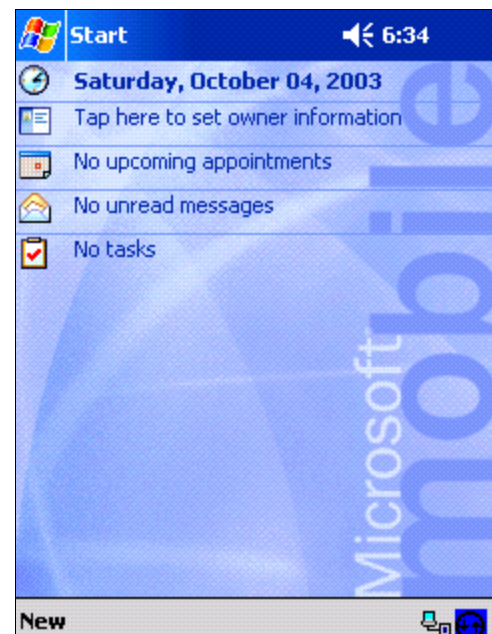 Start 6:34
Saturday, October 04, 2003
Tap here to set owner information
No upcoming appointments
No unread messages
No tasks
Microsoft
mobile
New